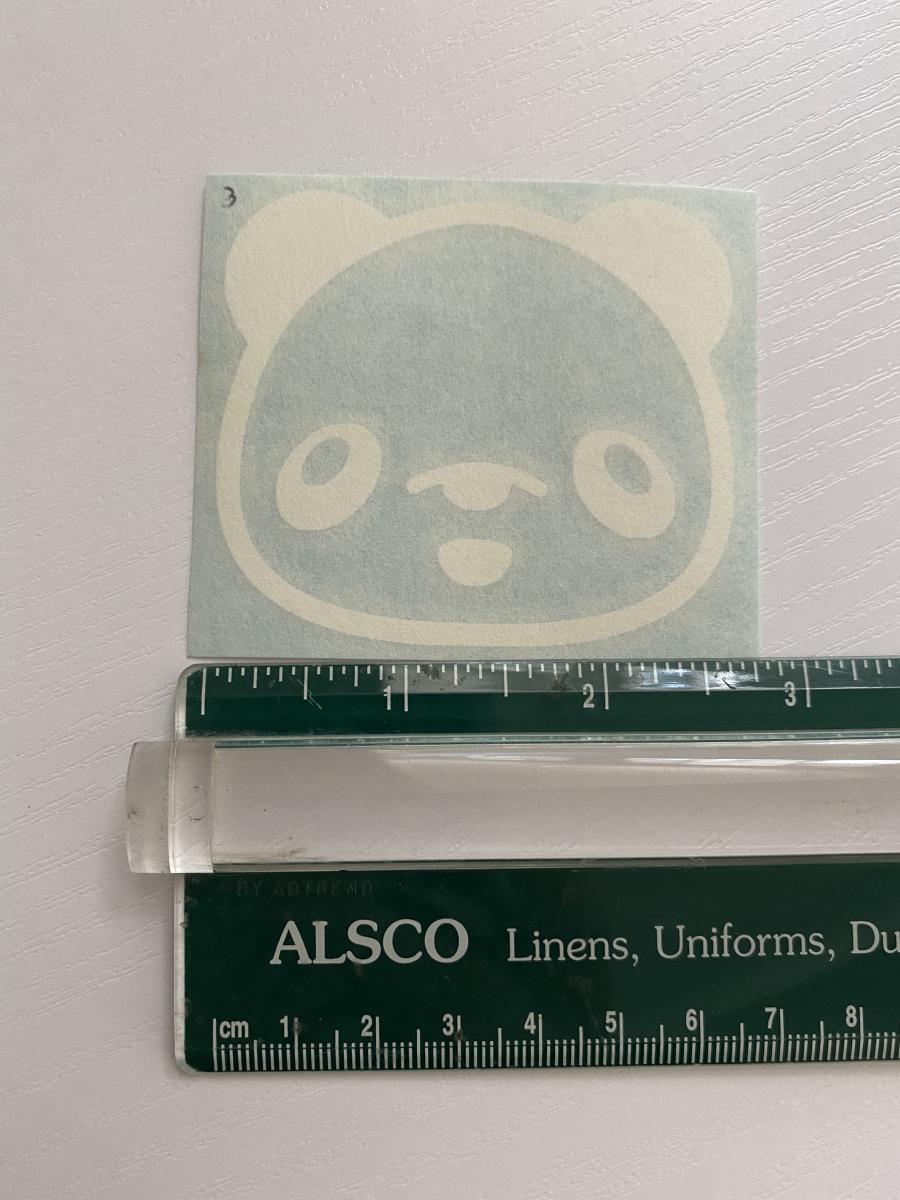 3
1 2 3
BY ADTREND
ALSCO Linens, Uniforms, Du
cm 1 2 3 4 5 6 7 8